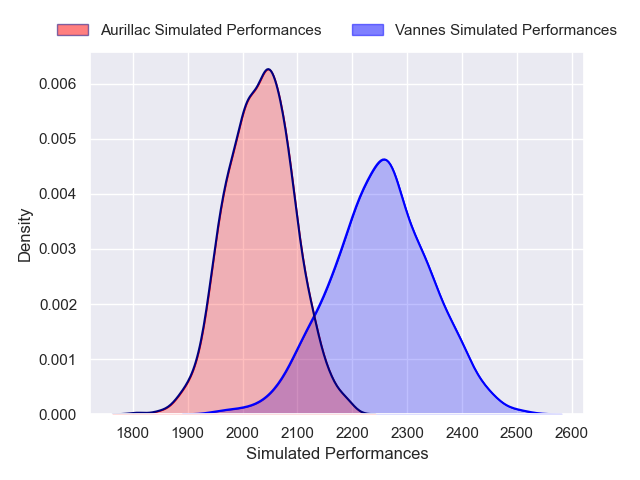 Aurillac Simulated Performances Vannes Simulated Performances
0.006
0.005
0.004
0.003
0.002
0.001
0.000
Density
1800 1900 2000 2100 2200 2300 2400 2500 2600
Simulated Performances